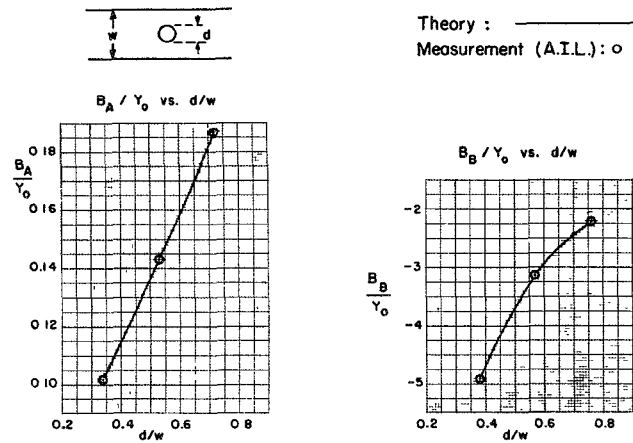 w
d
Theory :
Measurement (A.I.L.): o
B_A / Y_o vs. d/w
B_A
Y_o
0.18
0.16
0.14
0.12
0.10
0.2 0.4 0.6 0.8
d/w
B_B / Y_o vs. d/w
B_B
Y_o
-2
-3
-4
-5
0.2 0.4 0.6 0.8
d/w